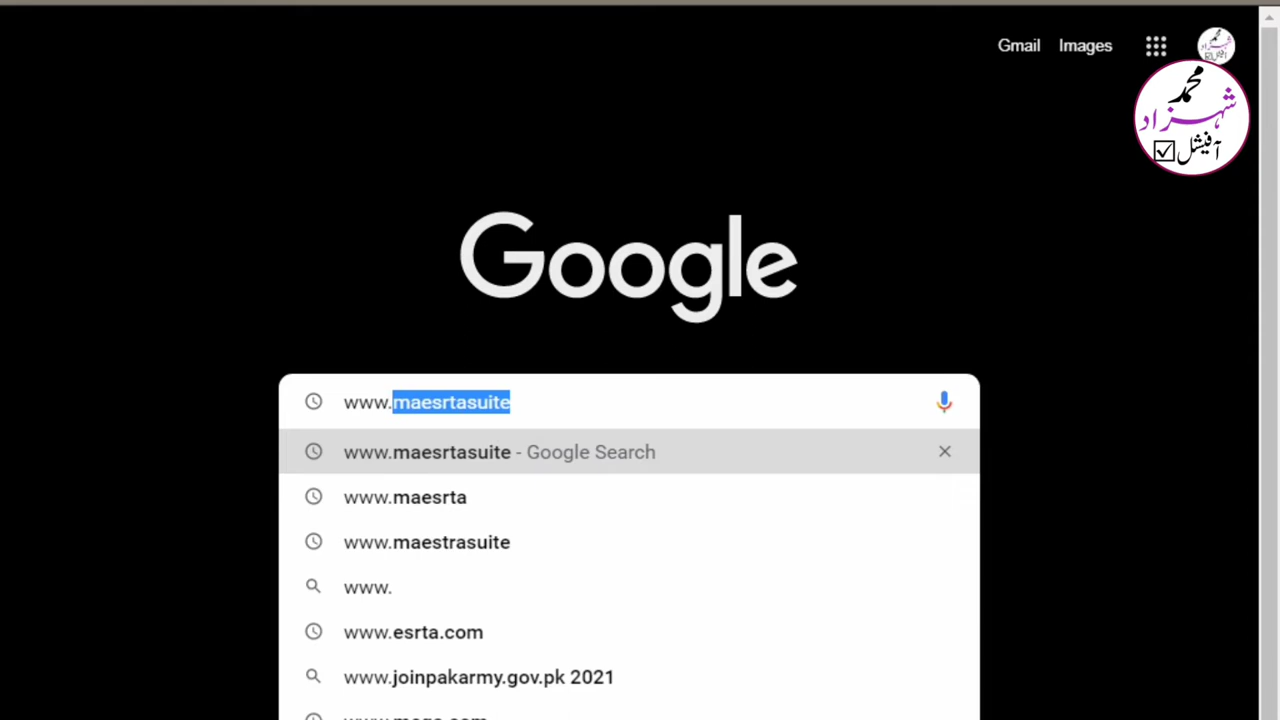 Gmail Images
محمد
شہزاد
آفیشل
Google
www.maesrtasuite
www.maesrtasuite - Google Search
www.maesrta
www.maestrasuite
www.
www.esrta.com
www.joinpakarmy.gov.pk 2021